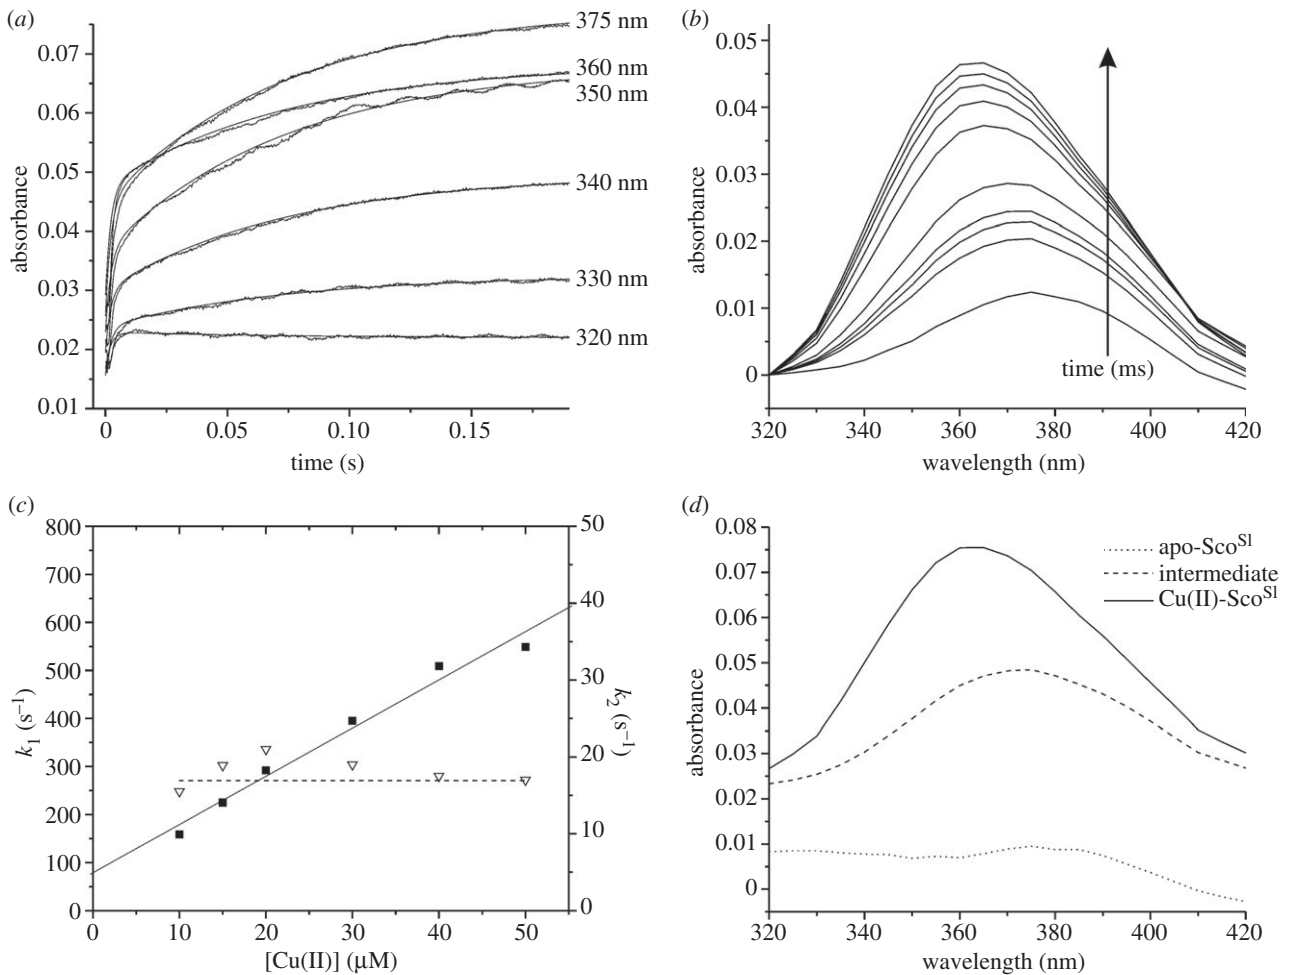 (a)
0.07
0.06
0.05
0.04
0.03
0.02
0.01
absorbance
0
0.05
0.10
0.15
time (s)
375 nm
360 nm
350 nm
340 nm
330 nm
320 nm
(b)
0.05
0.04
0.03
0.02
0.01
0
absorbance
time (ms)
320
340
360
380
400
420
wavelength (nm)
(c)
800
700
600
500
400
300
200
100
0
k₁ (s⁻¹)
50
40
30
20
10
0
k₂ (s⁻¹)
0
10
20
30
40
50
[Cu(II)] (μM)
(d)
0.08
0.07
0.06
0.05
0.04
0.03
0.02
0.01
0
absorbance
apo-Scoˢˡ
intermediate
Cu(II)-Scoˢˡ
320
340
360
380
400
420
wavelength (nm)